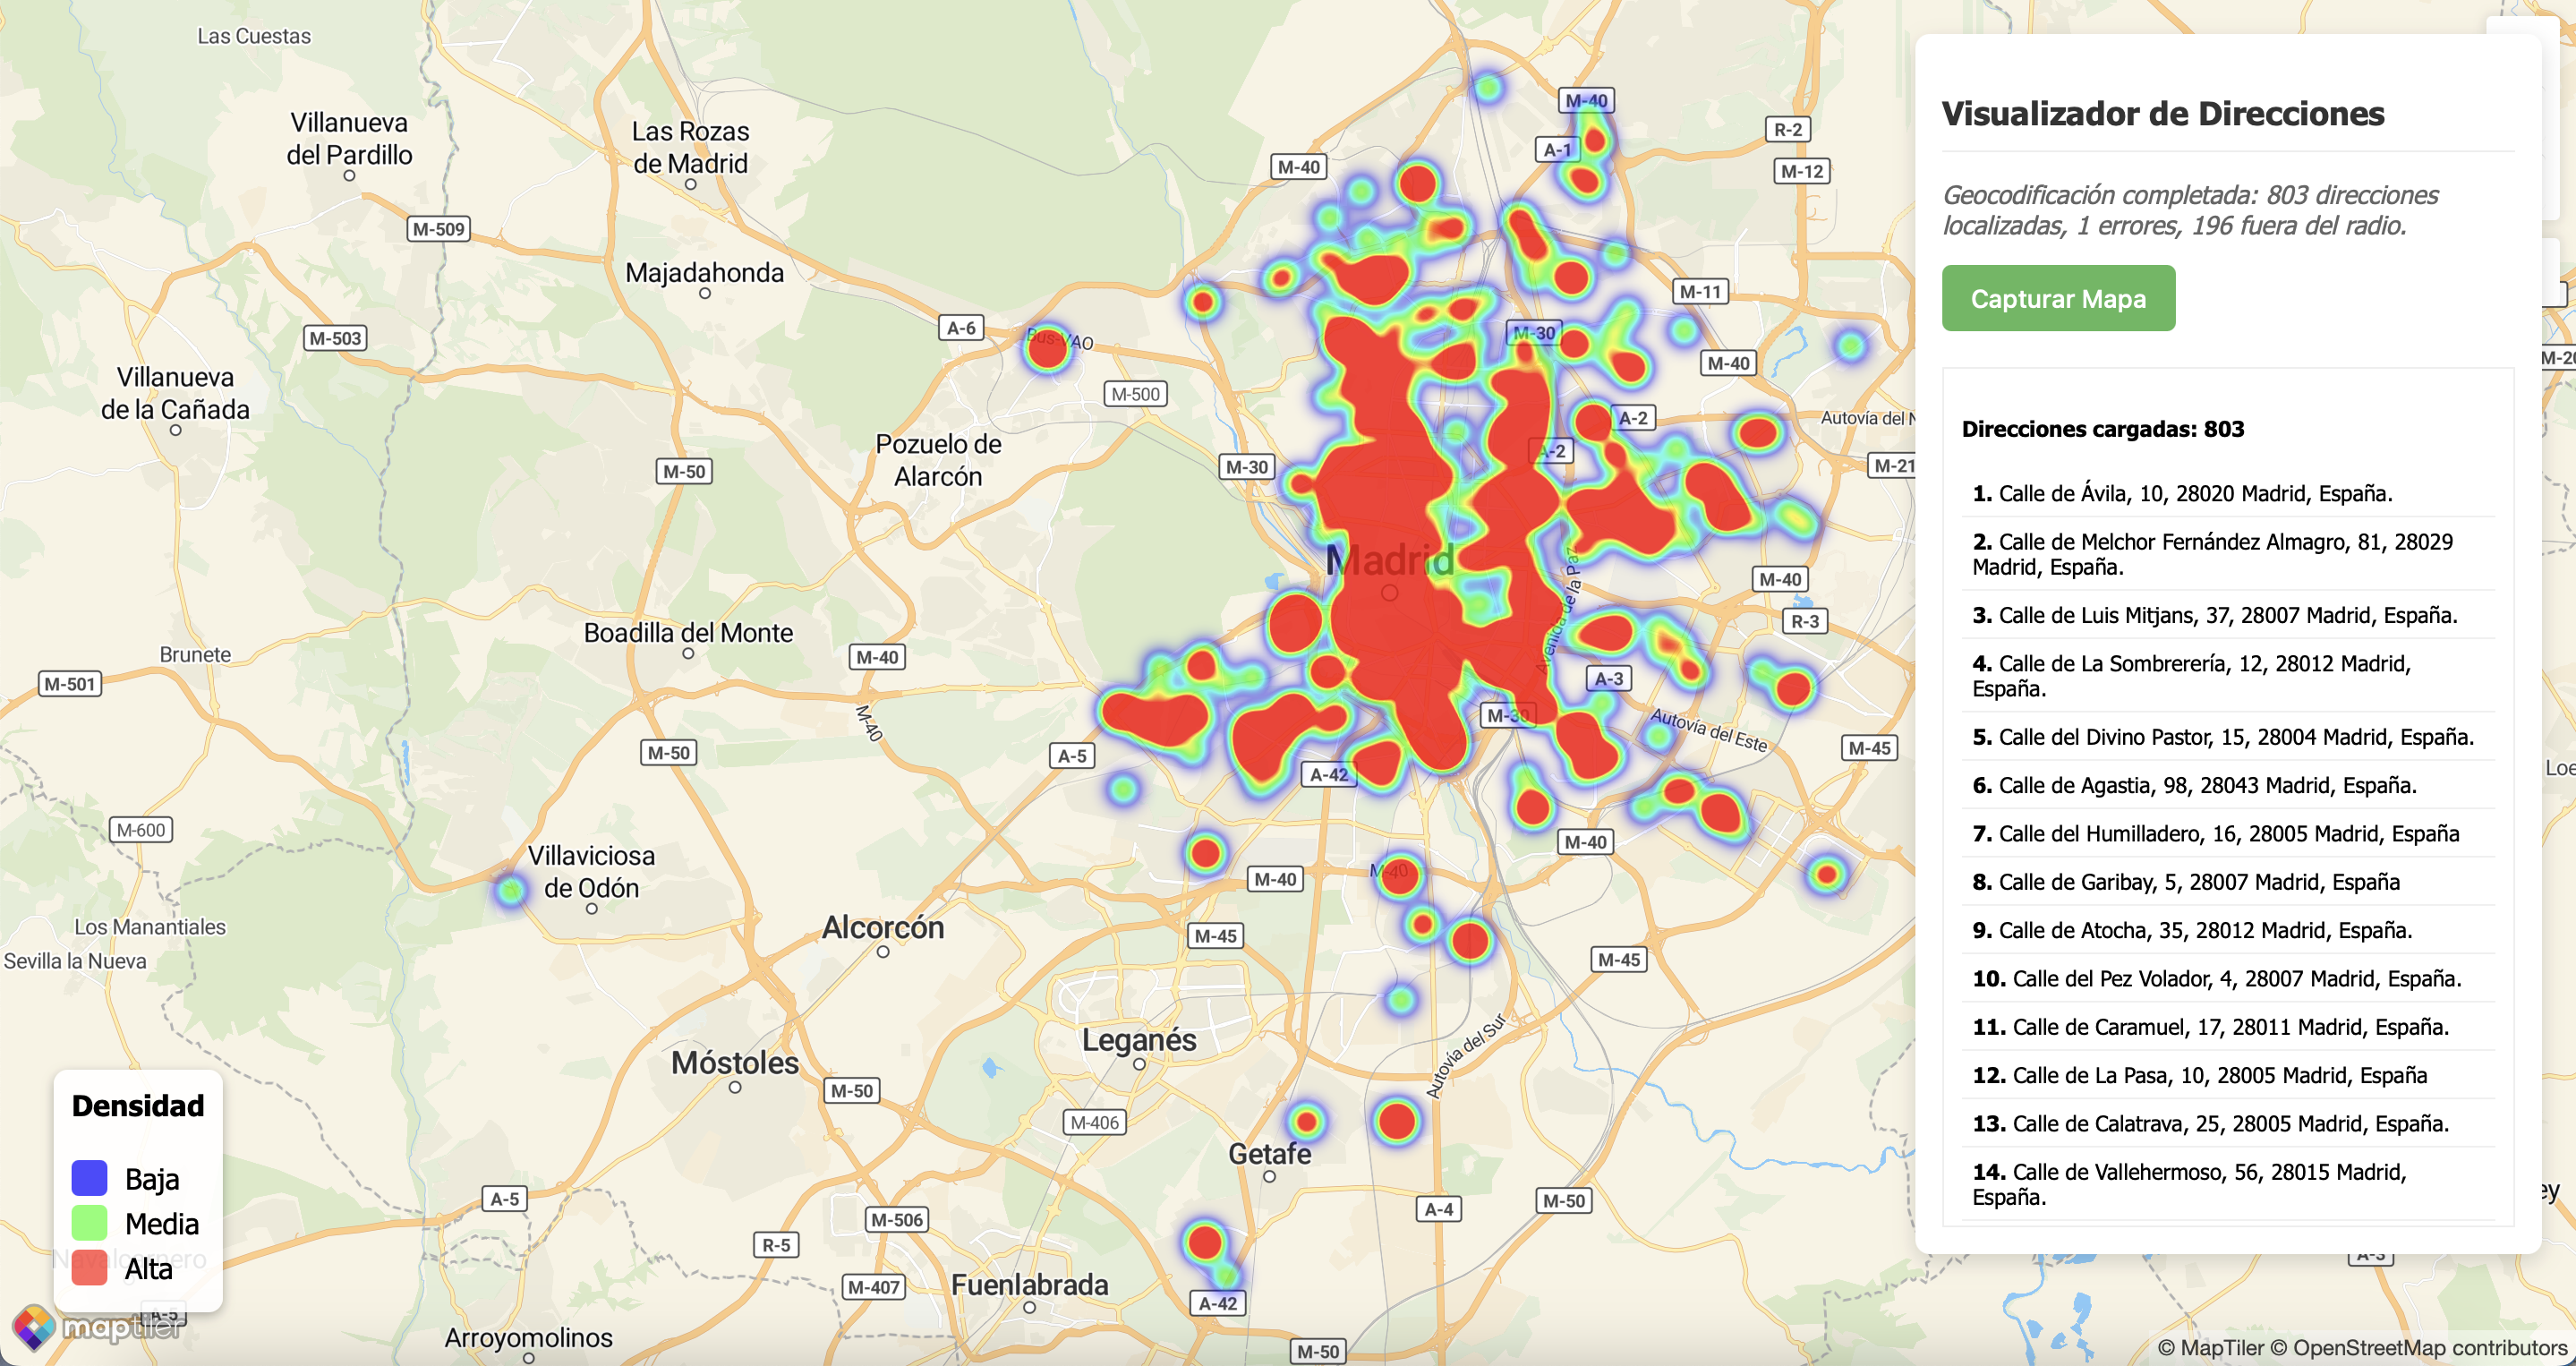 Las Cuestas
Villanueva
del Pardillo
Las Rozas
de Madrid
M-40
M-40
A-1
R-2
M-12
M-509
Majadahonda
M-11
A-6
Bus-VAO
M-30
M-503
M-40
Villanueva
de la Cañada
M-500
A-2
Autovía del N
Pozuelo de
Alarcón
M-30
A-2
M-50
M-21
Madrid
Avenida de la Paz
M-40
R-3
Boadilla del Monte
Brunete
M-40
M-501
A-3
M-40
M-30
Autovía del Este
M-50
A-5
M-45
A-42
M-600
M-40
Villaviciosa
de Odón
M-40
M-40
Los Manantiales
Alcorcón
M-45
Sevilla la Nueva
M-45
Leganés
Autovía del Sur
Móstoles
M-50
M-406
Getafe
A-5
M-506
A-4
M-50
R-5
M-407
Fuenlabrada
A-42
Arroyomolinos
M-50
A-3
Loe
ey
M-20
Visualizador de Direcciones
Geocodificación completada: 803 direcciones
localizadas, 1 errores, 196 fuera del radio.
Capturar Mapa
Direcciones cargadas: 803
1. Calle de Ávila, 10, 28020 Madrid, España.
2. Calle de Melchor Fernández Almagro, 81, 28029
Madrid, España.
3. Calle de Luis Mitjans, 37, 28007 Madrid, España.
4. Calle de La Sombrerería, 12, 28012 Madrid,
España.
5. Calle del Divino Pastor, 15, 28004 Madrid, España.
6. Calle de Agastia, 98, 28043 Madrid, España.
7. Calle del Humilladero, 16, 28005 Madrid, España
8. Calle de Garibay, 5, 28007 Madrid, España
9. Calle de Atocha, 35, 28012 Madrid, España.
10. Calle del Pez Volador, 4, 28007 Madrid, España.
11. Calle de Caramuel, 17, 28011 Madrid, España.
12. Calle de La Pasa, 10, 28005 Madrid, España
13. Calle de Calatrava, 25, 28005 Madrid, España.
14. Calle de Vallehermoso, 56, 28015 Madrid,
España.
Densidad
Baja
Media
Alta
Navalcarnero
A-5
maptiler
© MapTiler © OpenStreetMap contributors